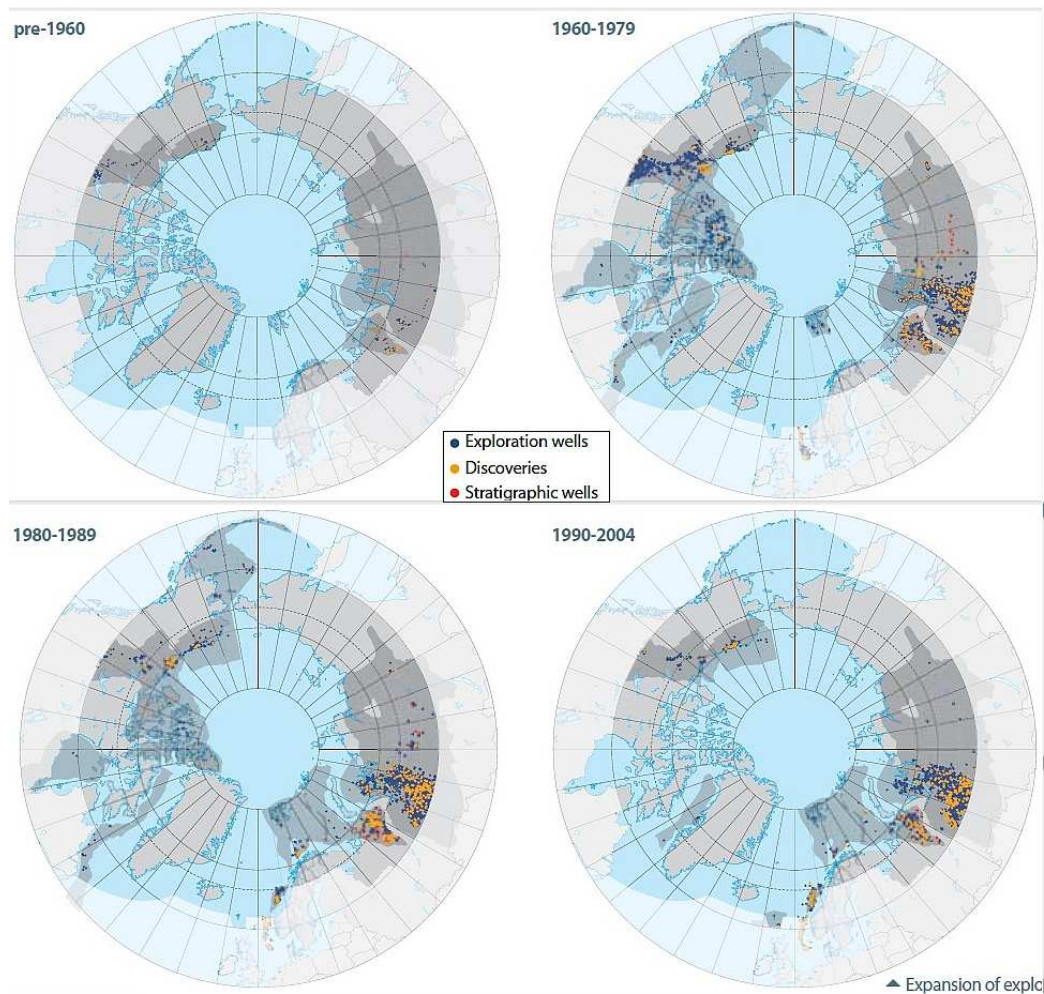 pre-1960
1960-1979
Exploration wells
Discoveries
Stratigraphic wells
1980-1989
1990-2004
Expansion of explo